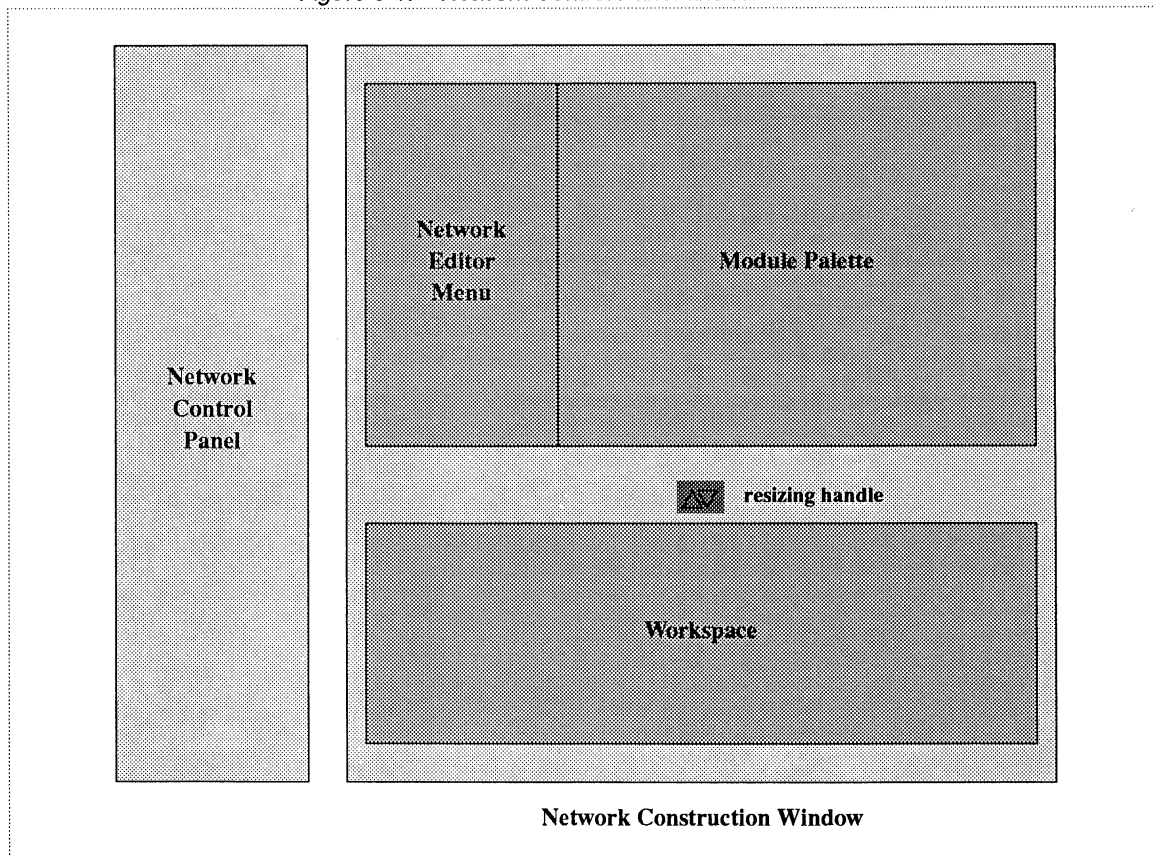 Network
Editor
Menu
Module Palette
Network
Control
Panel
resizing handle
Workspace
Network Construction Window